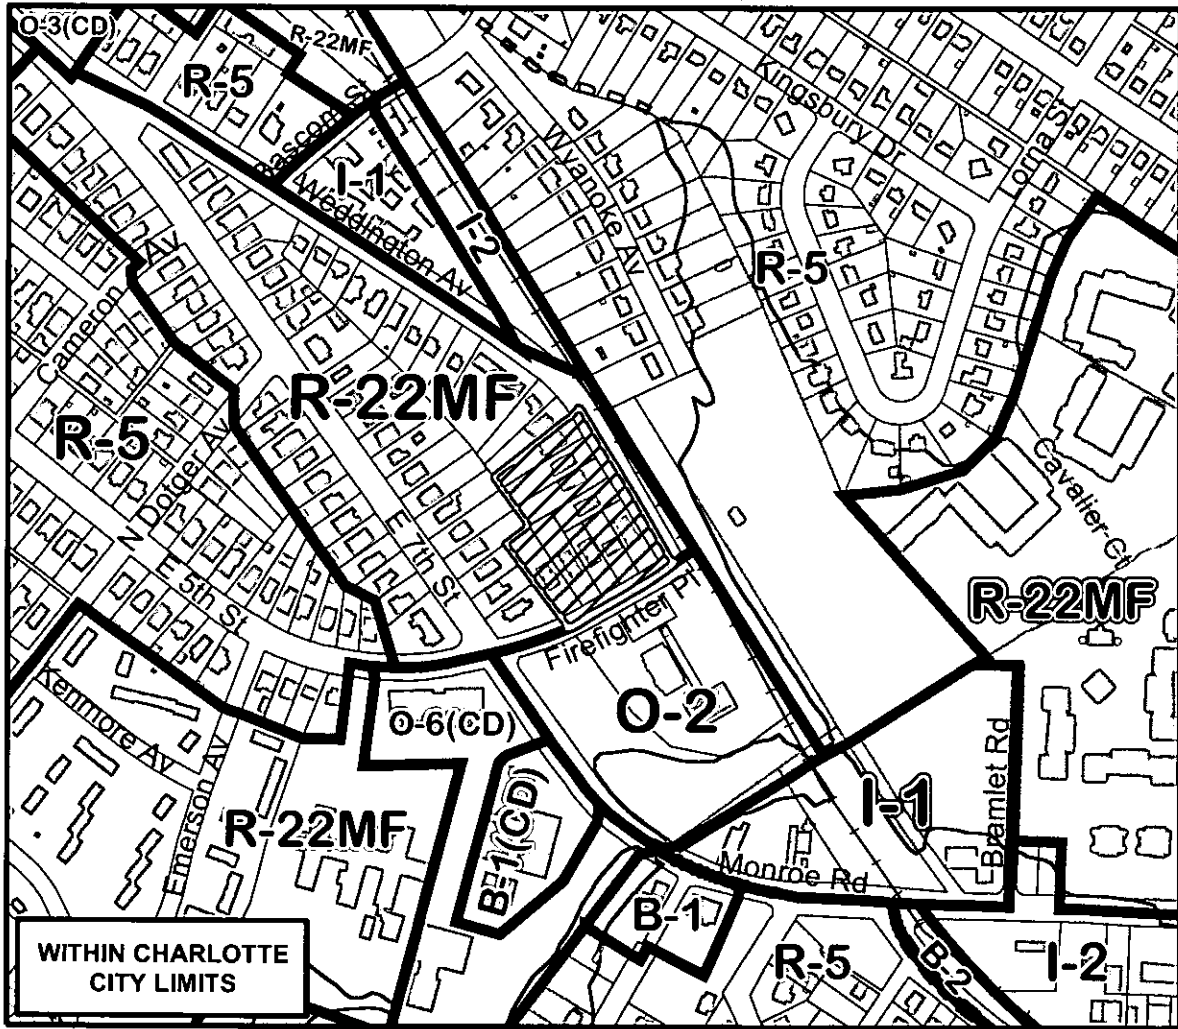 O-3(CD)
R-22MF
R-5
Bascom St
I-1
Weddington Av
I-2
Wyanoke Av
Kingsbury Dr
R-5
Cameron Av
R-22MF
R-5
N Dotger Av
E 7th St
Cavalier Ct
E 5th St
Firefighter Pl
R-22MF
O-2
O-6(CD)
Kenmore Av
Emerson Av
R-22MF
B-1(CD)
I-1
Bramlet Rd
Monroe Rd
B-1
R-5
B-2
I-2
WITHIN CHARLOTTE
CITY LIMITS